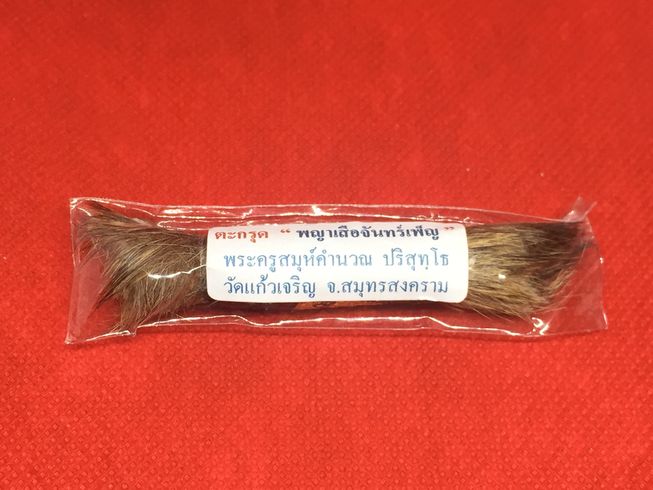 ตะกรุด “ พญาเสือจันทร์เพ็ญ ”
พระครูสมุห์คำนวณ ปริสุทฺโธ
วัดแก้วเจริญ จ.สมุทรสงคราม